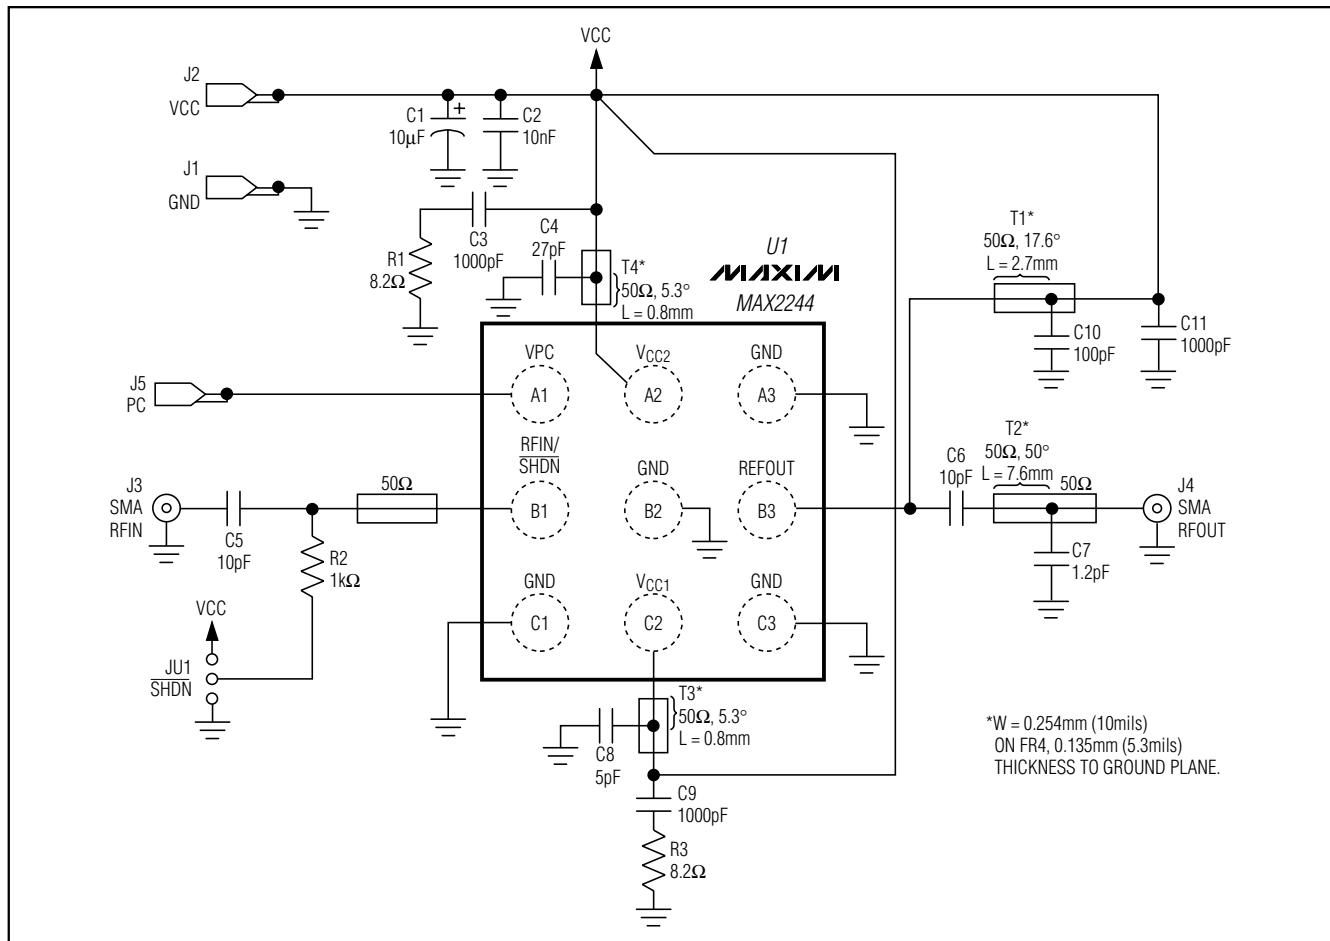 VCC
J2
VCC
C1
10µF
+
C2
10nF
J1
GND
C3
1000pF
R1
8.2Ω
C4
27pF
T4*
50Ω, 5.3°
L = 0.8mm
U1
MAXIM
MAX2244
T1*
50Ω, 17.6°
L = 2.7mm
C10
100pF
C11
1000pF
J5
PC
VPC
A1
VCC2
A2
GND
A3
J3
SMA
RFIN
C5
10pF
50Ω
RFIN/
SHDN
B1
GND
B2
REFOUT
B3
C6
10pF
T2*
50Ω, 50°
L = 7.6mm
50Ω
J4
SMA
RFOUT
C7
1.2pF
R2
1kΩ
VCC
JU1
SHDN
GND
C1
VCC1
C2
GND
C3
T3*
50Ω, 5.3°
L = 0.8mm
C8
5pF
C9
1000pF
R3
8.2Ω
*W = 0.254mm (10mils)
ON FR4, 0.135mm (5.3mils)
THICKNESS TO GROUND PLANE.